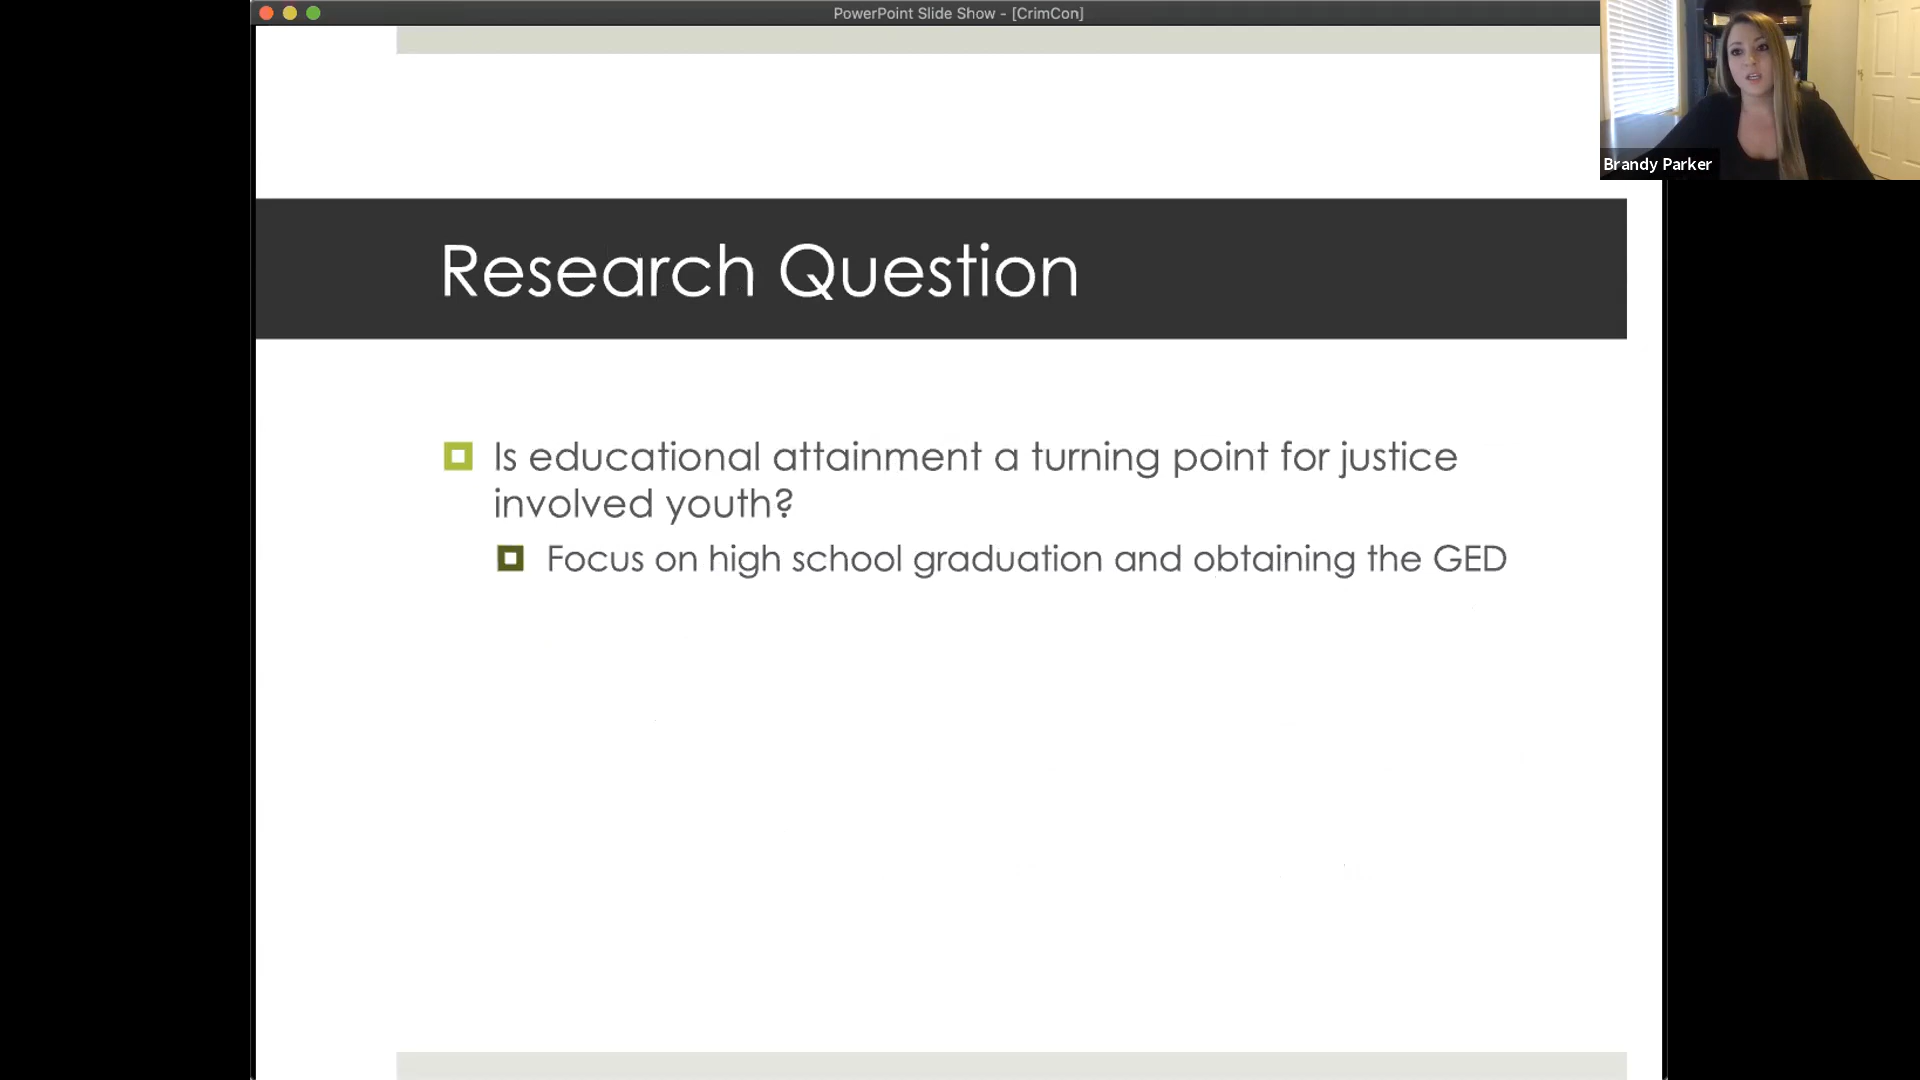 PowerPoint Slide Show - [CrimCon]
Brandy Parker
Research Question
Is educational attainment a turning point for justice
involved youth?
Focus on high school graduation and obtaining the GED